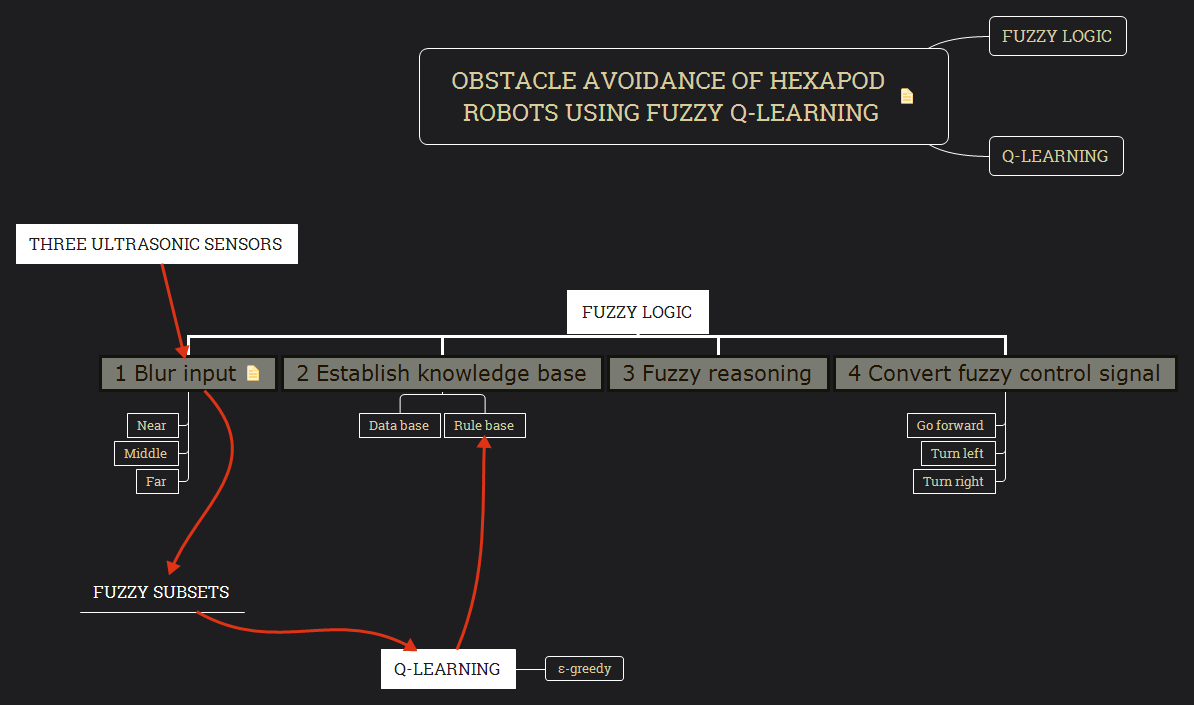 FUZZY LOGIC
OBSTACLE AVOIDANCE OF HEXAPOD
ROBOTS USING FUZZY Q-LEARNING
Q-LEARNING
THREE ULTRASONIC SENSORS
FUZZY LOGIC
1 Blur input
2 Establish knowledge base
3 Fuzzy reasoning
4 Convert fuzzy control signal
Near
Middle
Far
Data base
Rule base
Go forward
Turn left
Turn right
FUZZY SUBSETS
Q-LEARNING
ε-greedy